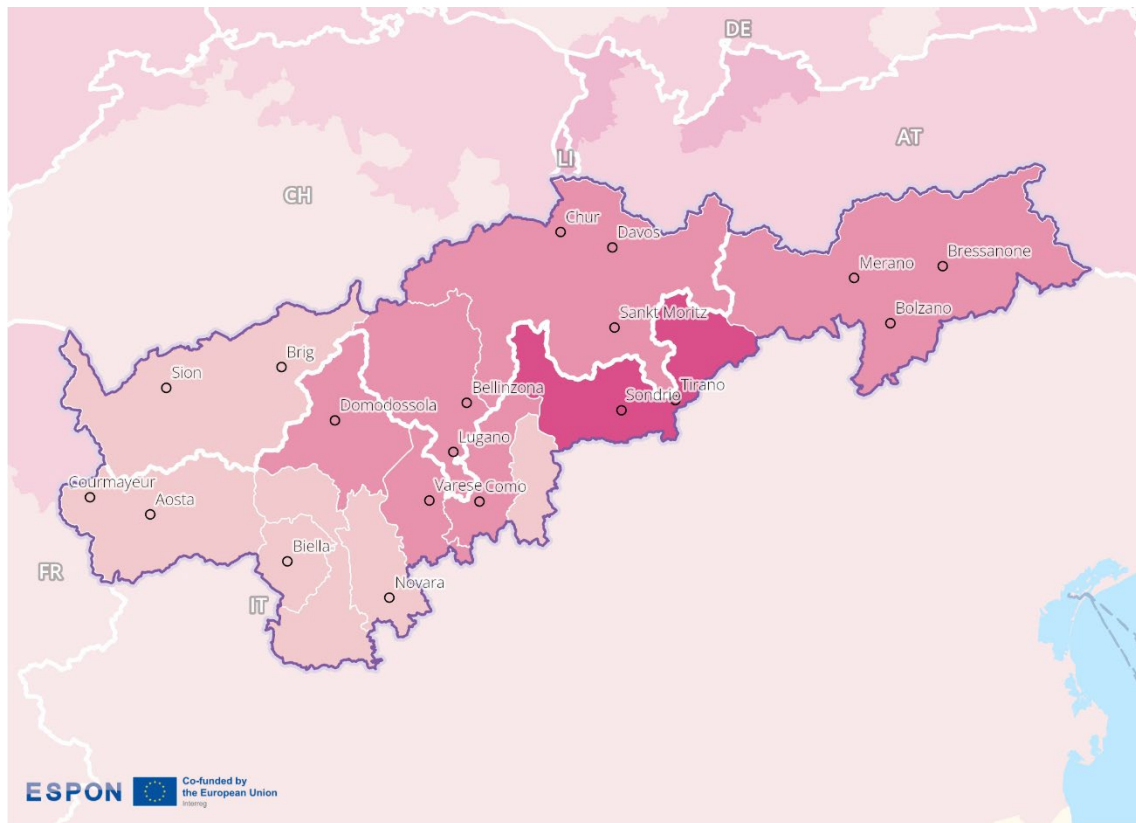 DE
AT
LI
CH
Chur
Davos
Merano
Bressanone
Bolzano
Sankt Moritz
Brig
Sion
Bellinzona
Domodossola
Sondrio
Tirano
Lugano
Courmayeur
Aosta
Varese
Como
Biella
FR
Novara
IT
ESPON
Co-funded by
the European Union
Interreg